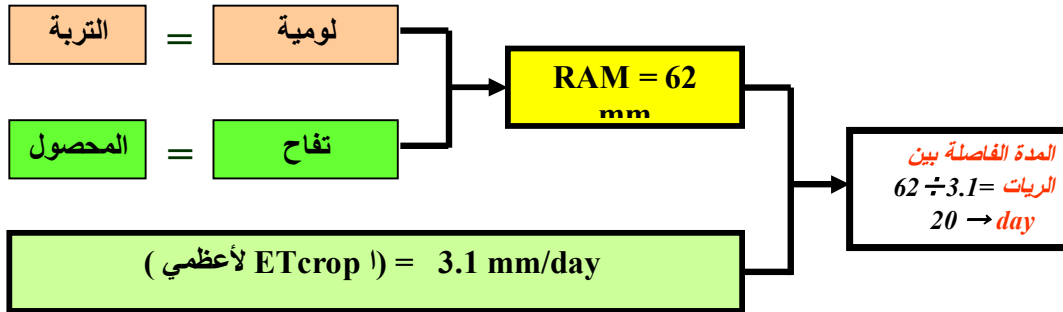 التربة = لومية
RAM = 62
mm
المحصول = تفاح
المدة الفاصلة بين
الريات =3.1÷62
20 → day
( ETcrop الأعظمي) = 3.1 mm/day